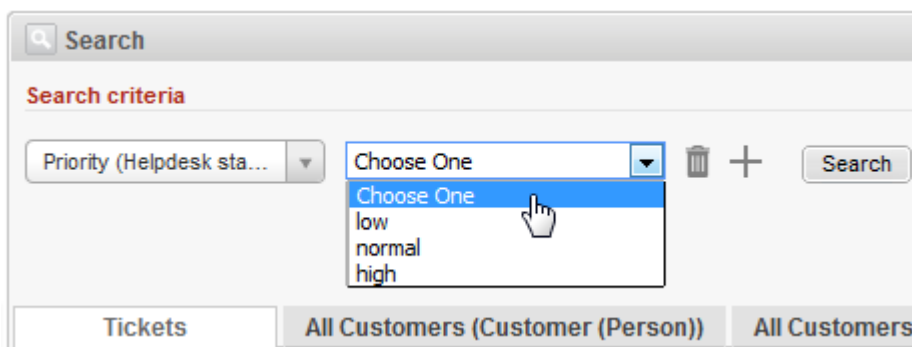 Search
Search criteria
Priority (Helpdesk sta...
Choose One
Search
Choose One
low
normal
high
Tickets
All Customers (Customer (Person))
All Customers